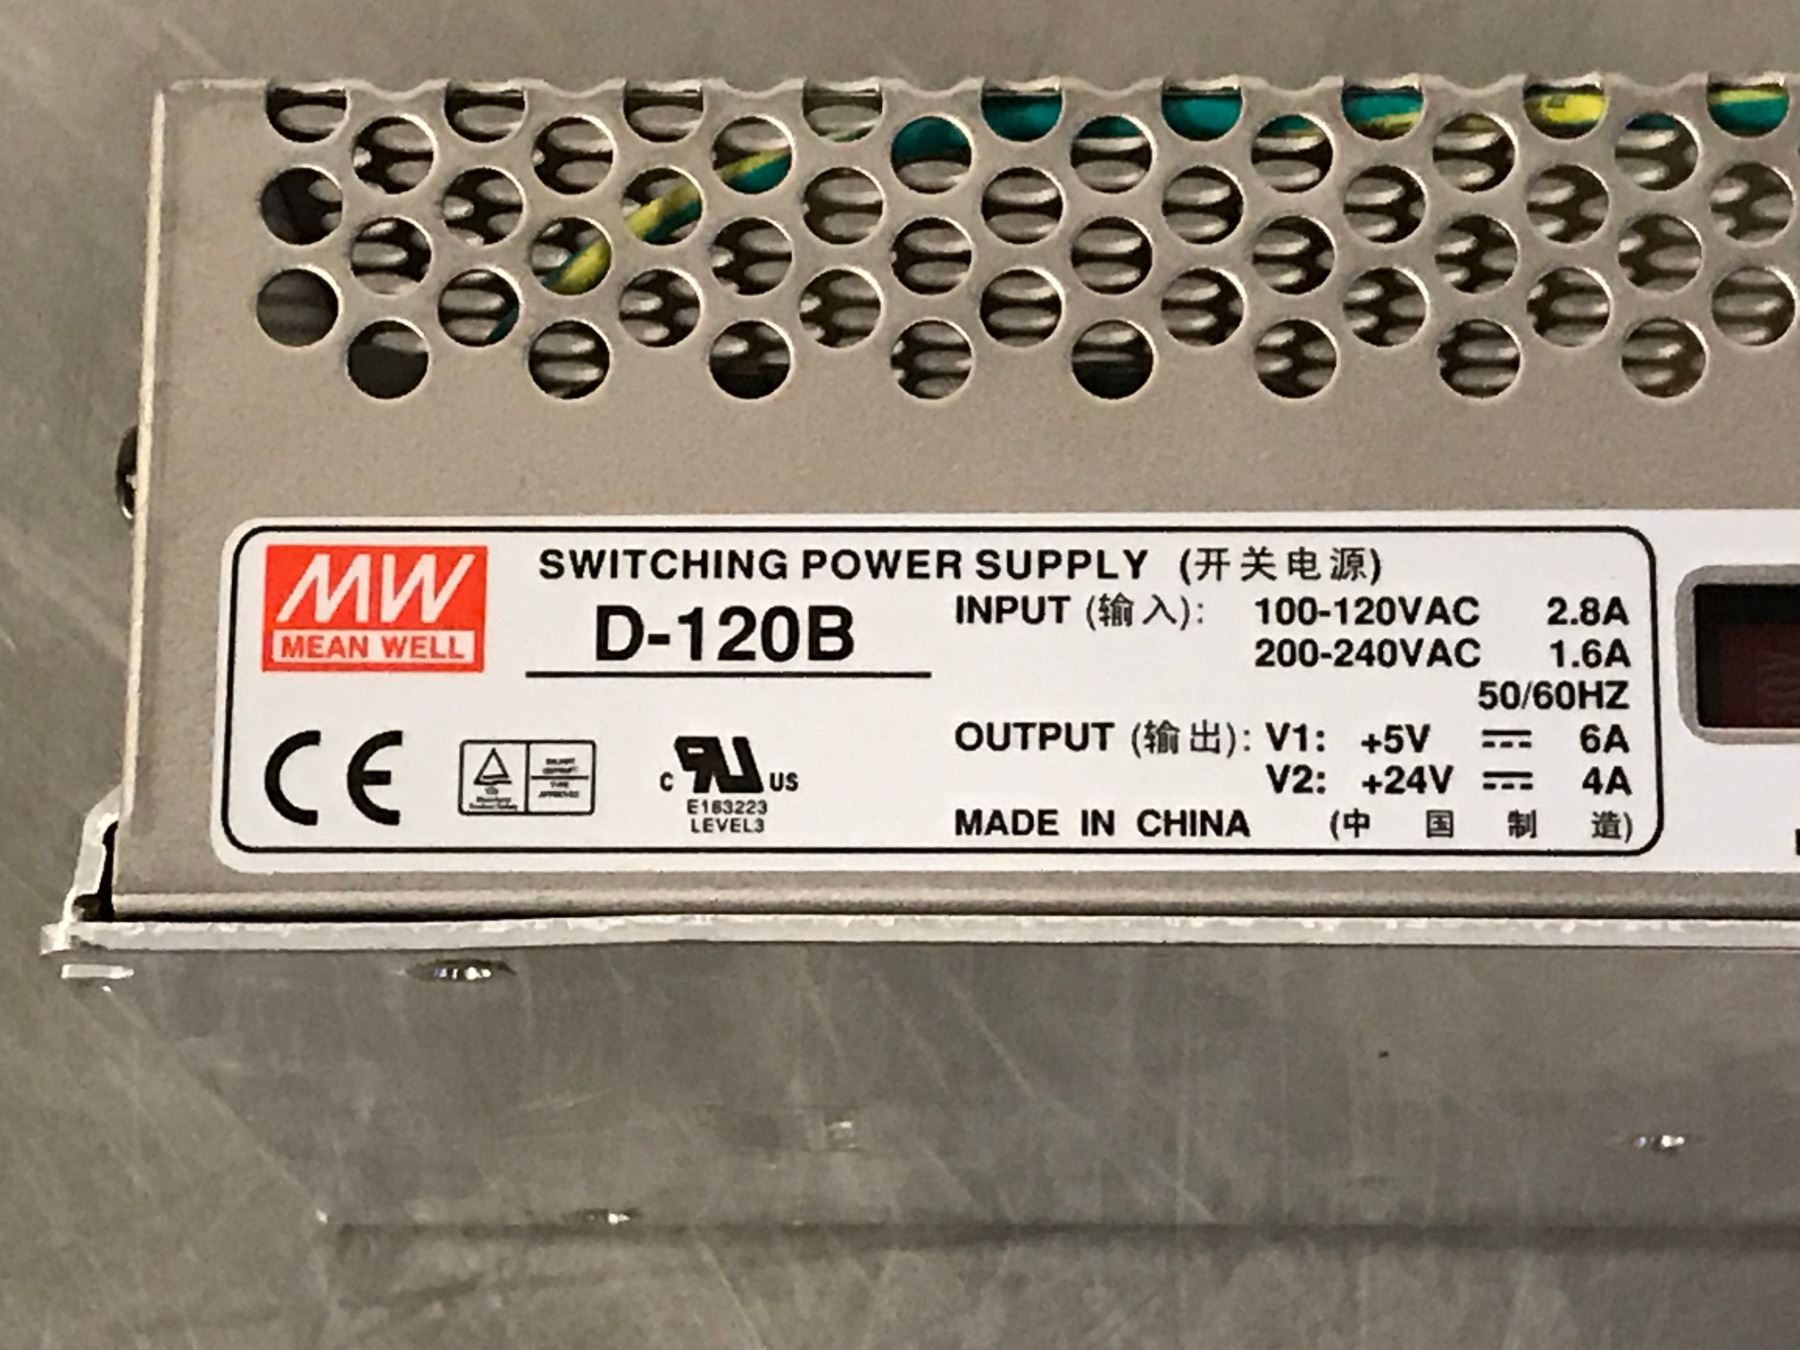 MW
MEAN WELL
SWITCHING POWER SUPPLY (开关电源)
D-120B
INPUT (输入): 100-120VAC 2.8A
200-240VAC 1.6A
50/60HZ
OUTPUT (输出): V1: +5V 6A
V2: +24V 4A
MADE IN CHINA (中国制造)
CE
c RU US
E183223
LEVEL3